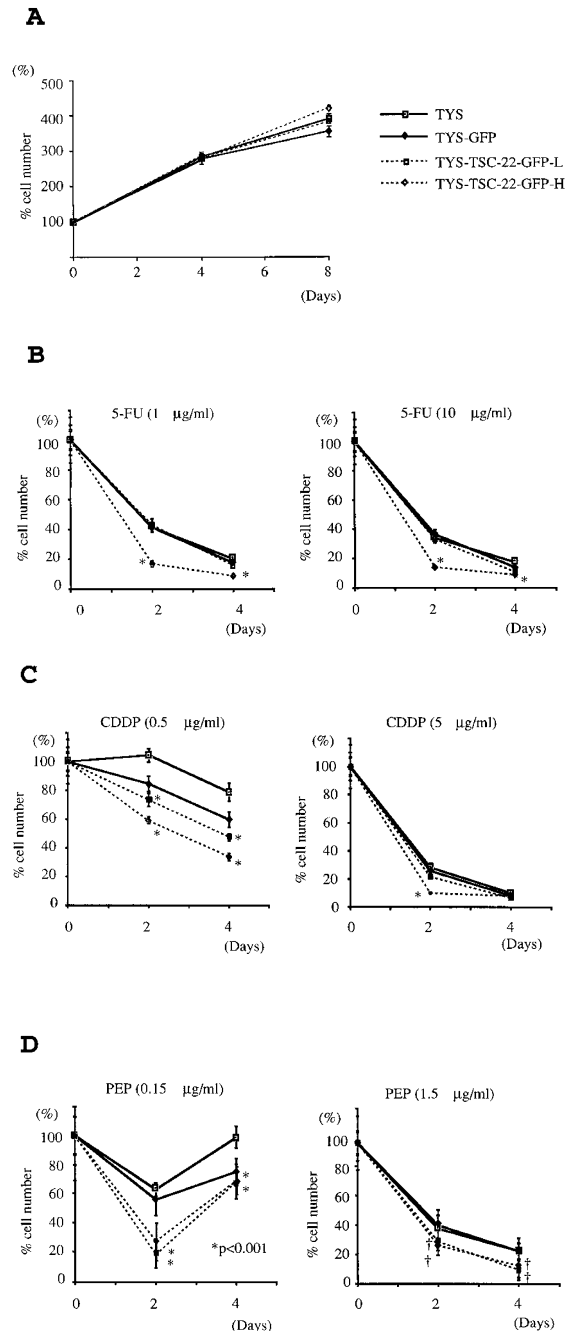 A
(%)
500
400
300
200
100
% cell number
0 2 4 6 8
(Days)
TYS
TYS-GFP
TYS-TSC-22-GFP-L
TYS-TSC-22-GFP-H
B
5-FU (1 µg/ml)
(%)
100
80
60
40
20
0
% cell number
* *
0 2 4
(Days)
5-FU (10 µg/ml)
(%)
100
80
60
40
20
0
% cell number
* *
0 2 4
(Days)
C
CDDP (0.5 µg/ml)
(%)
100
80
60
40
20
0
% cell number
* *
* *
0 2 4
(Days)
CDDP (5 µg/ml)
(%)
100
80
60
40
20
0
% cell number
*
0 2 4
(Days)
D
PEP (0.15 µg/ml)
(%)
100
80
60
40
20
0
% cell number
*
*
*
*
*p<0.001
0 2 4
(Days)
PEP (1.5 µg/ml)
(%)
100
80
60
40
20
0
% cell number
† †
† †
0 2 4
(Days)